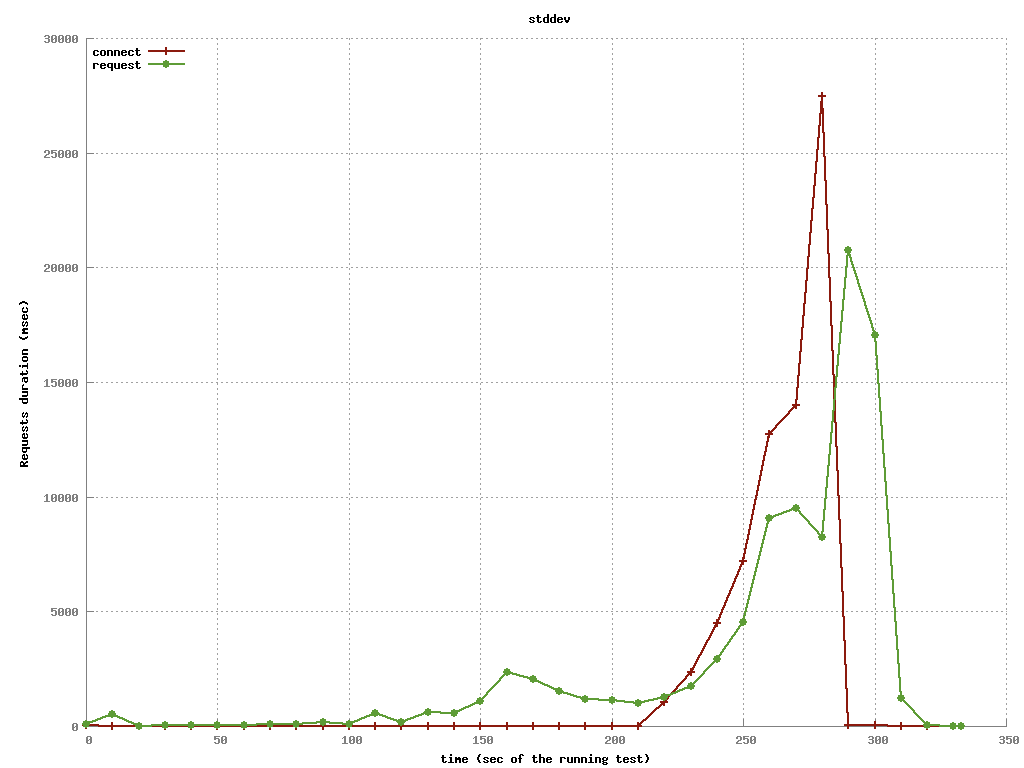 stddev
30000
connect
request
25000
20000
Requests duration (msec)
15000
10000
5000
0
0 50 100 150 200 250 300 350
time (sec of the running test)